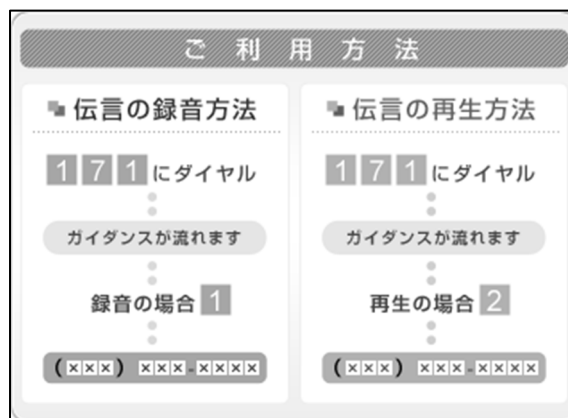 ご利用方法
伝言の録音方法
171にダイヤル
ガイダンスが流れます
録音の場合1
(×××)×××-××××
伝言の再生方法
171にダイヤル
ガイダンスが流れます
再生の場合2
(×××)×××-××××